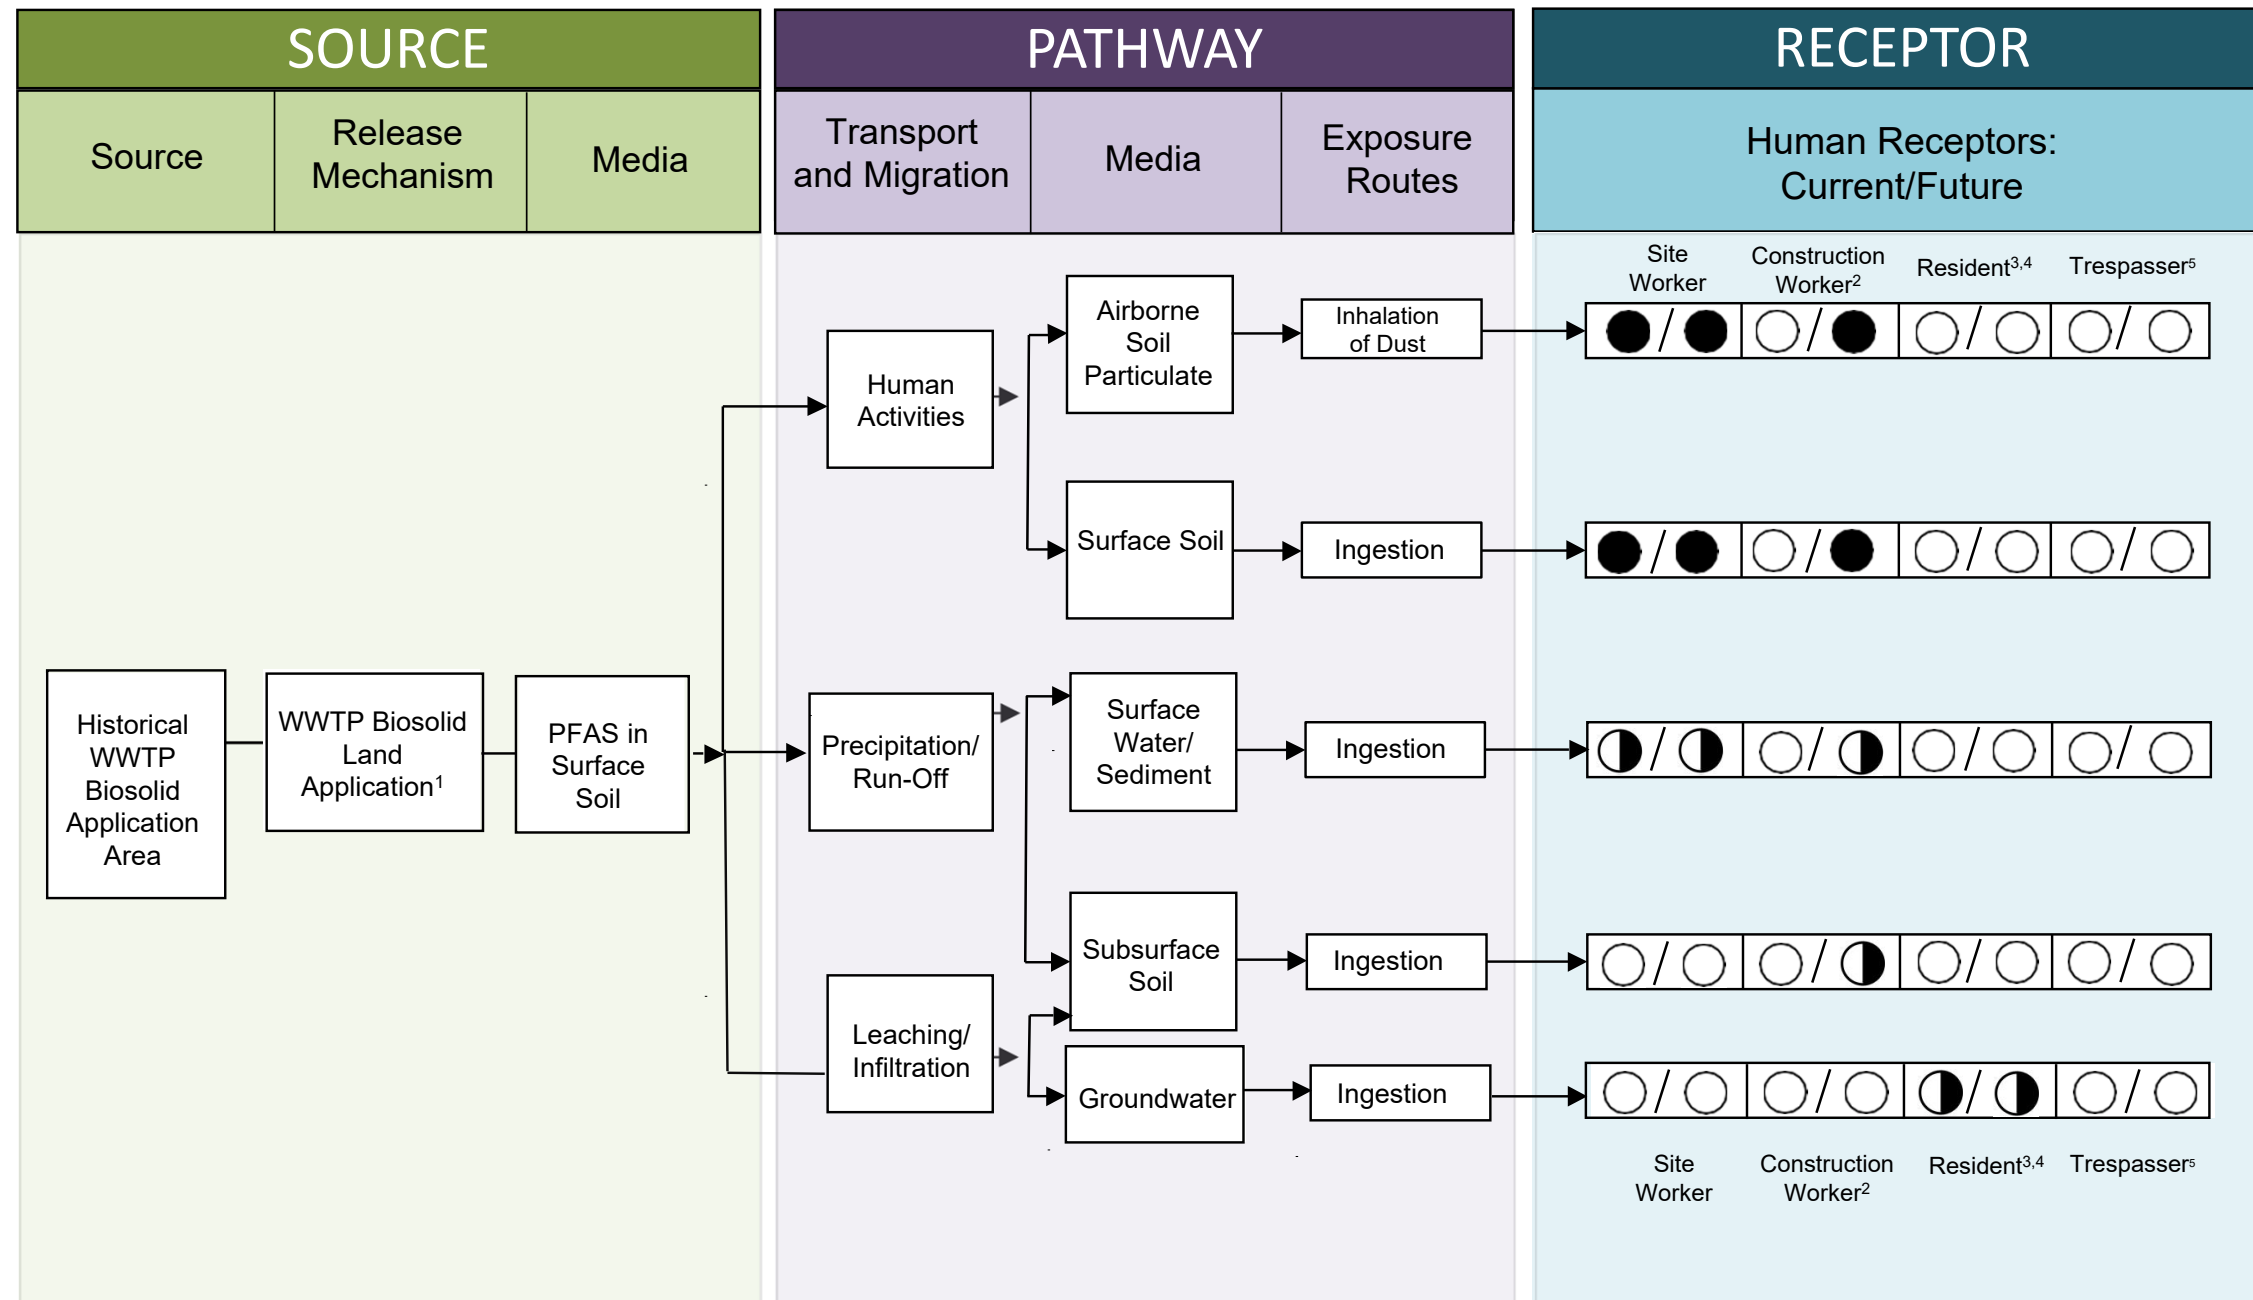 SOURCE
PATHWAY
RECEPTOR
Source
Release
Mechanism
Media
Transport
and Migration
Media
Exposure
Routes
Human Receptors:
Current/Future
Site
Worker
Construction
Worker²
Resident³,⁴
Trespasser⁵
Airborne
Soil
Particulate
Inhalation
of Dust
/ / / /
Human
Activities
Surface Soil
Ingestion
/ / / /
Historical
WWTP
Biosolid
Application
Area
WWTP Biosolid
Land
Application¹
PFAS in
Surface
Soil
Precipitation/
Run-Off
Surface
Water/
Sediment
Ingestion
/ / / /
Subsurface
Soil
Ingestion
/ / / /
Leaching/
Infiltration
Groundwater
Ingestion
/ / / /
Site
Worker
Construction
Worker²
Resident³,⁴
Trespasser⁵